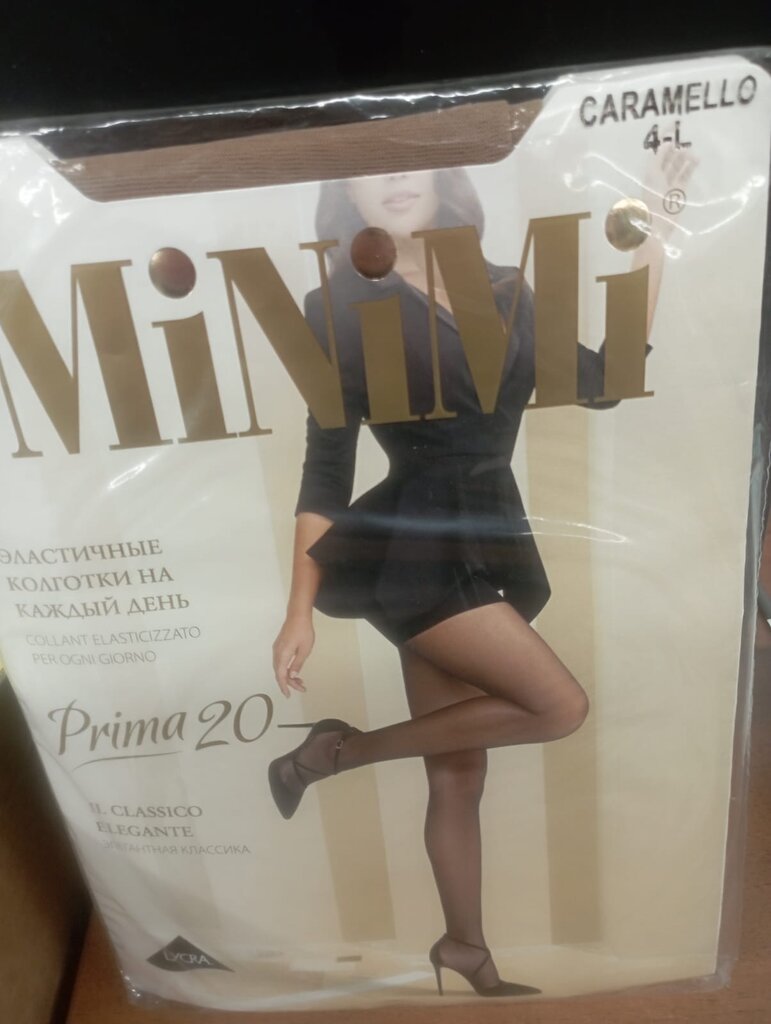 CARAMELLO
4-L
MiNiMi®
ЭЛАСТИЧНЫЕ
КОЛГОТКИ НА
КАЖДЫЙ ДЕНЬ
COLLANT ELASTICIZZATO
PER OGNI GIORNO
Prima 20
IL CLASSICO
ELEGANTE
ЭЛЕГАНТНАЯ КЛАССИКА
LYCRA